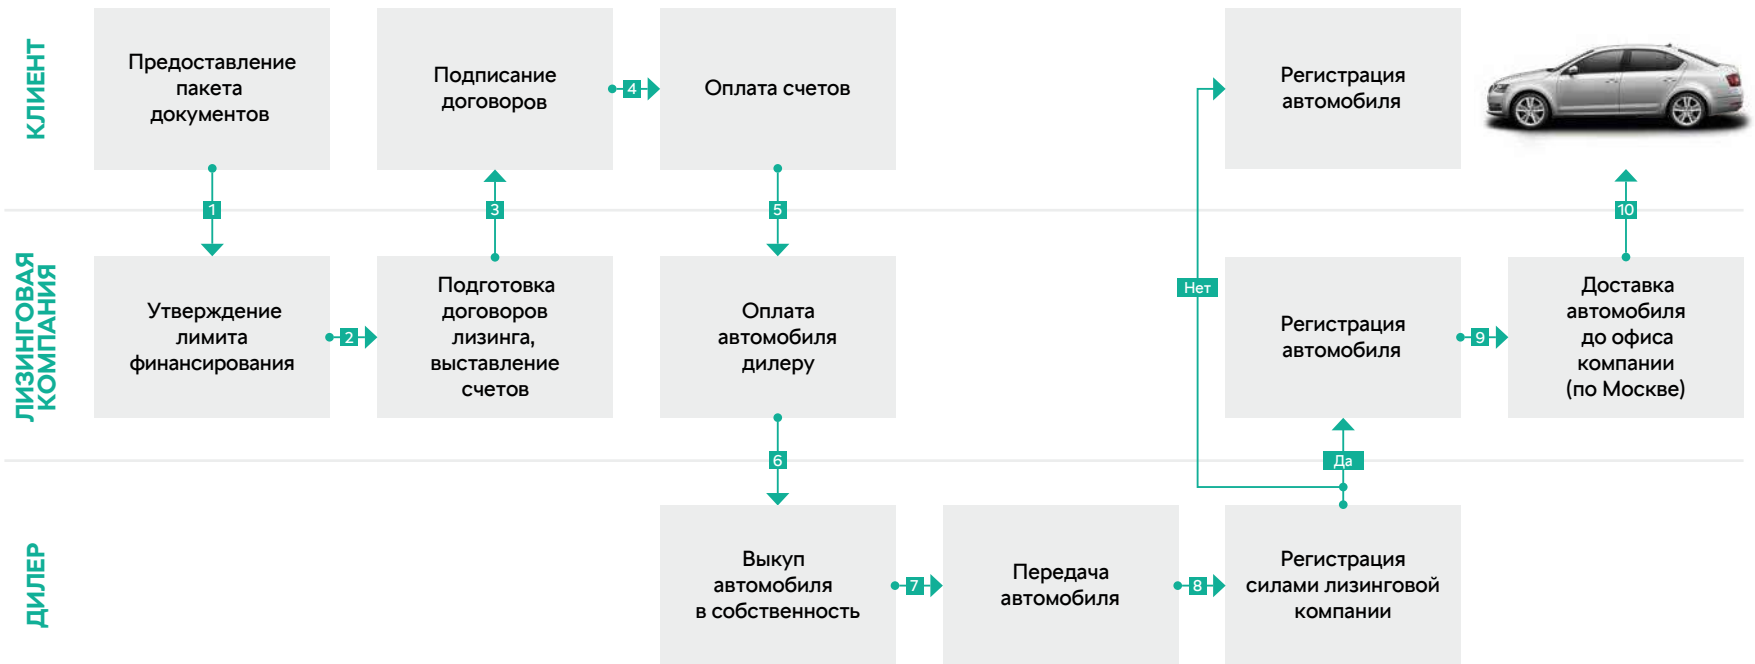 КЛИЕНТ
Предоставление
пакета
документов
Подписание
договоров
4
Оплата счетов
Регистрация
автомобиля
1
3
5
10
ЛИЗИНГОВАЯ
КОМПАНИЯ
Утверждение
лимита
финансирования
2
Подготовка
договоров
лизинга,
выставление
счетов
Оплата
автомобиля
дилеру
Нет
Регистрация
автомобиля
9
Доставка
автомобиля
до офиса
компании
(по Москве)
6
Да
ДИЛЕР
Выкуп
автомобиля
в собственность
7
Передача
автомобиля
8
Регистрация
силами лизинговой
компании